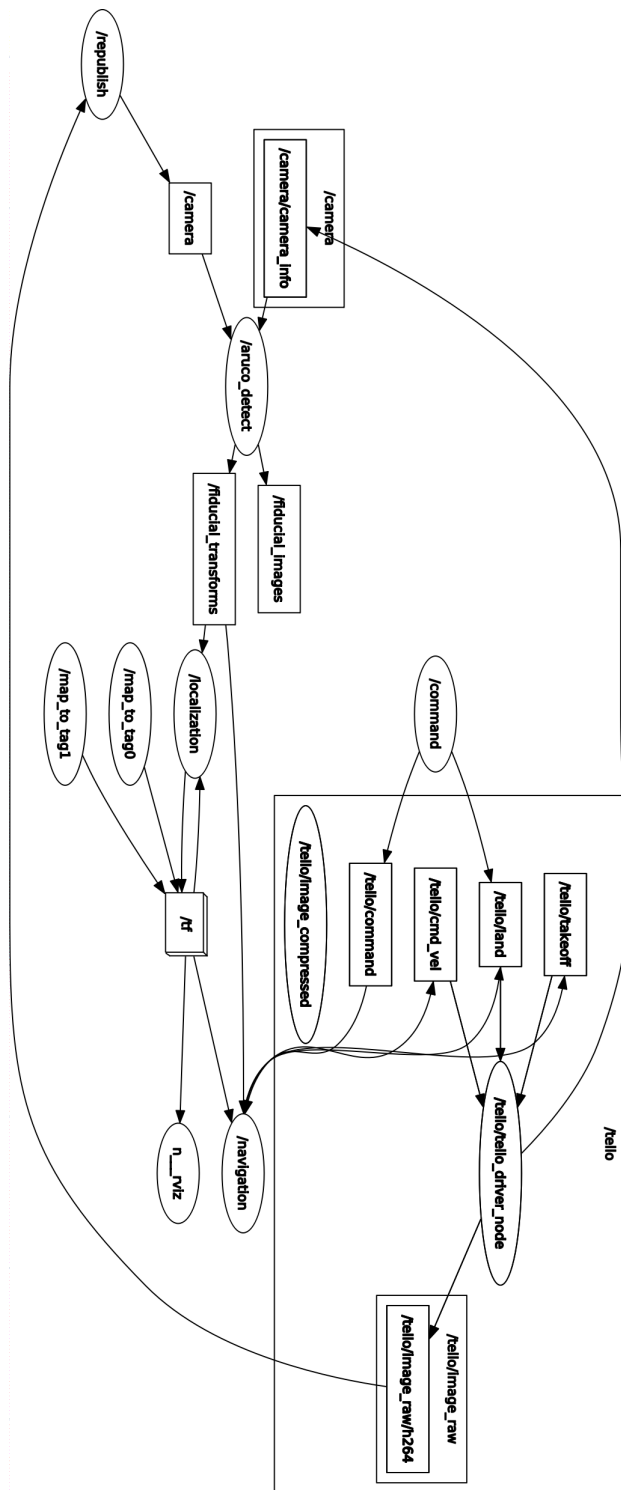 /republish
/camera
/camera
/camera/camera_info
/aruco_detect
/fiducial_transforms
/fiducial_images
/map_to_tag1
/map_to_tag0
/localization
/command
/tf
/tello
/tello/image_compressed
/tello/command
/tello/cmd_vel
/tello/land
/tello/takeoff
n___rviz
/navigation
/tello/tello_driver_node
/tello/image_raw
/tello/image_raw/h264